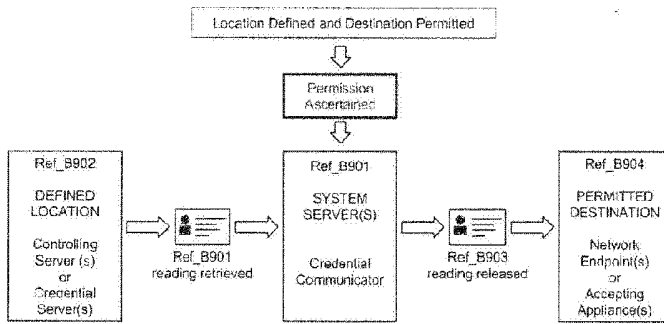 Location Defined and Destination Permitted
Permission
Ascertained
Ref_B902
DEFINED
LOCATION
Controlling
Server (s)
or
Credential
Server(s)
Ref_B901
reading retrieved
Ref_B901
SYSTEM
SERVER(S)
Credential
Communicator
Ref_B903
reading released
Ref_B904
PERMITTED
DESTINATION
Network
Endpoint(s)
or
Accepting
Appliance(s)